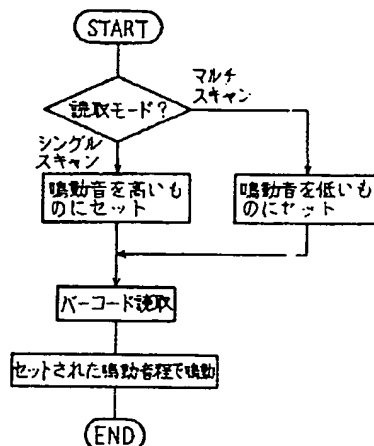 START
読取モード?
マルチ
スキャン
シングル
スキャン
鳴動音を高いも
のにセット
鳴動音を低いも
のにセット
バーコード読取
セットされた鳴動音程で鳴動
END